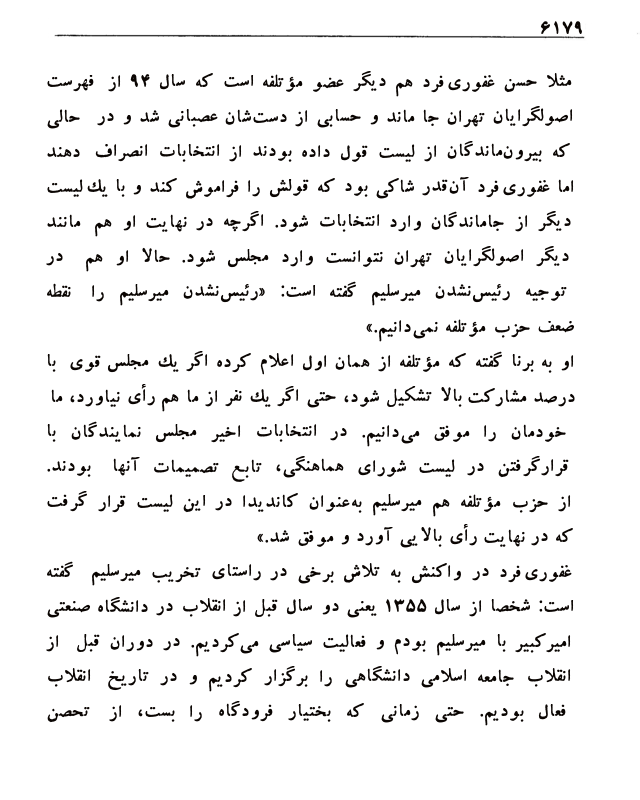 ۶۱۷۹
مثلا حسن غفوری‌فرد هم دیگر عضو مؤتلفه است که سال ۹۴ از فهرست
اصولگرایان تهران جا ماند و حسابی از دست‌شان عصبانی شد و در حالی
که بیرون‌ماندگان از لیست قول داده بودند از انتخابات انصراف دهند
اما غفوری‌فرد آن‌قدر شاکی بود که قولش را فراموش کند و با یك لیست
دیگر از جاماندگان وارد انتخابات شود. اگرچه در نهایت او هم مانند
دیگر اصولگرایان تهران نتوانست وارد مجلس شود. حالا او هم در
توجیه رئیس‌نشدن میرسلیم گفته است: «رئیس‌نشدن میرسلیم را نقطه
ضعف حزب مؤتلفه نمی‌دانیم.»
او به برنا گفته که مؤتلفه از همان اول اعلام کرده اگر یك مجلس قوی با
درصد مشارکت بالا تشکیل شود، حتی اگر یك نفر از ما هم رأی نیاورد، ما
خودمان را موفق می‌دانیم. در انتخابات اخیر مجلس نمایندگان با
قرارگرفتن در لیست شورای هماهنگی، تابع تصمیمات آنها بودند.
از حزب مؤتلفه هم میرسلیم به‌عنوان کاندیدا در این لیست قرار گرفت
که در نهایت رأی بالایی آورد و موفق شد.»
غفوری‌فرد در واکنش به تلاش برخی در راستای تخریب میرسلیم گفته
است: شخصا از سال ۱۳۵۵ یعنی دو سال قبل از انقلاب در دانشگاه صنعتی
امیرکبیر با میرسلیم بودم و فعالیت سیاسی می‌کردیم. در دوران قبل از
انقلاب جامعه اسلامی دانشگاهی را برگزار کردیم و در تاریخ انقلاب
فعال بودیم. حتی زمانی که بختیار فرودگاه را بست، از تحصن